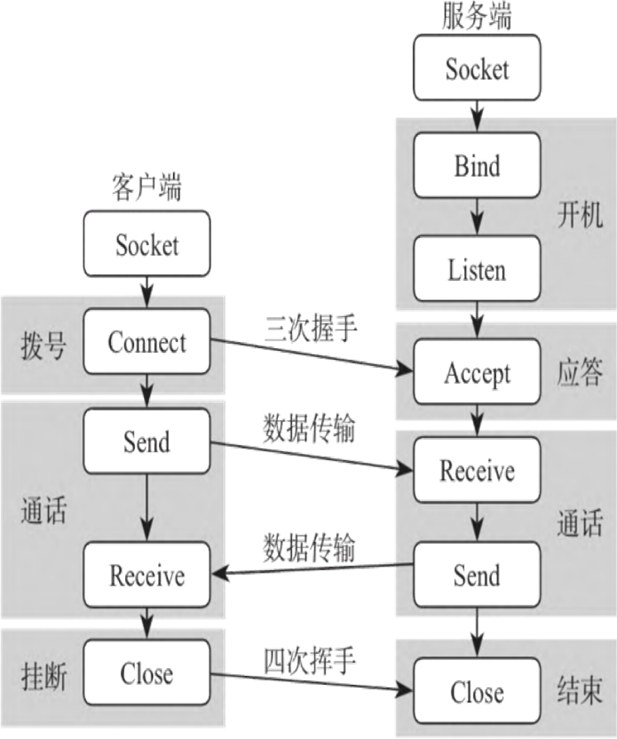 服务端
Socket
Bind
开机
客户端
Socket
Listen
拨号
Connect
三次握手
Accept
应答
Send
数据传输
Receive
通话
通话
Receive
数据传输
Send
挂断
Close
四次挥手
Close
结束